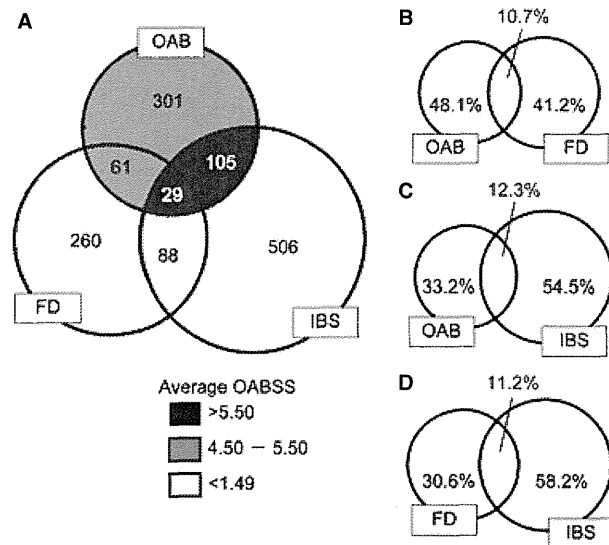 A
OAB
301
61
105
29
260
88
506
FD
IBS
Average OABSS
>5.50
4.50 – 5.50
<1.49
B
10.7%
48.1%
41.2%
OAB
FD
C
12.3%
33.2%
54.5%
OAB
IBS
D
11.2%
30.6%
58.2%
FD
IBS